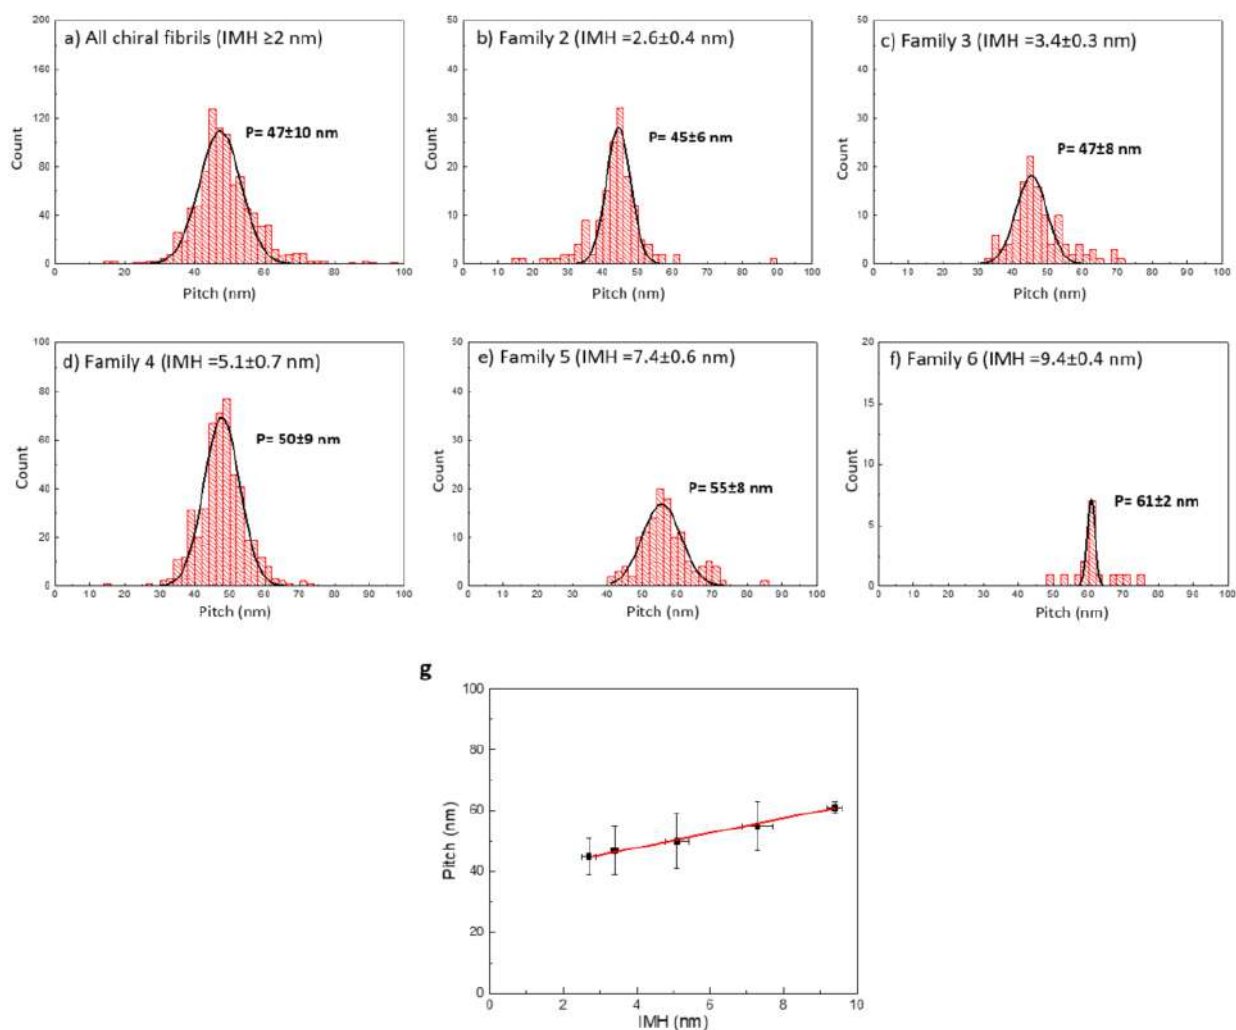 a) All chiral fibrils (IMH ≥2 nm)
P= 47±10 nm
Count
200
160
120
80
40
0
0 10 20 30 40 50 60 70 80 90 100
Pitch (nm)
b) Family 2 (IMH =2.6±0.4 nm)
P= 45±6 nm
Count
50
40
30
20
10
0
0 10 20 30 40 50 60 70 80 90 100
Pitch (nm)
c) Family 3 (IMH =3.4±0.3 nm)
P= 47±8 nm
Count
50
40
30
20
10
0
0 10 20 30 40 50 60 70 80 90 100
Pitch (nm)
d) Family 4 (IMH =5.1±0.7 nm)
P= 50±9 nm
Count
100
80
60
40
20
0
0 10 20 30 40 50 60 70 80 90 100
Pitch (nm)
e) Family 5 (IMH =7.4±0.6 nm)
P= 55±8 nm
Count
50
40
30
20
10
0
0 10 20 30 40 50 60 70 80 90 100
Pitch (nm)
f) Family 6 (IMH =9.4±0.4 nm)
P= 61±2 nm
Count
20
15
10
5
0
0 10 20 30 40 50 60 70 80 90 100
Pitch (nm)
g
Pitch (nm)
100
80
60
40
20
0
0 2 4 6 8 10
IMH (nm)